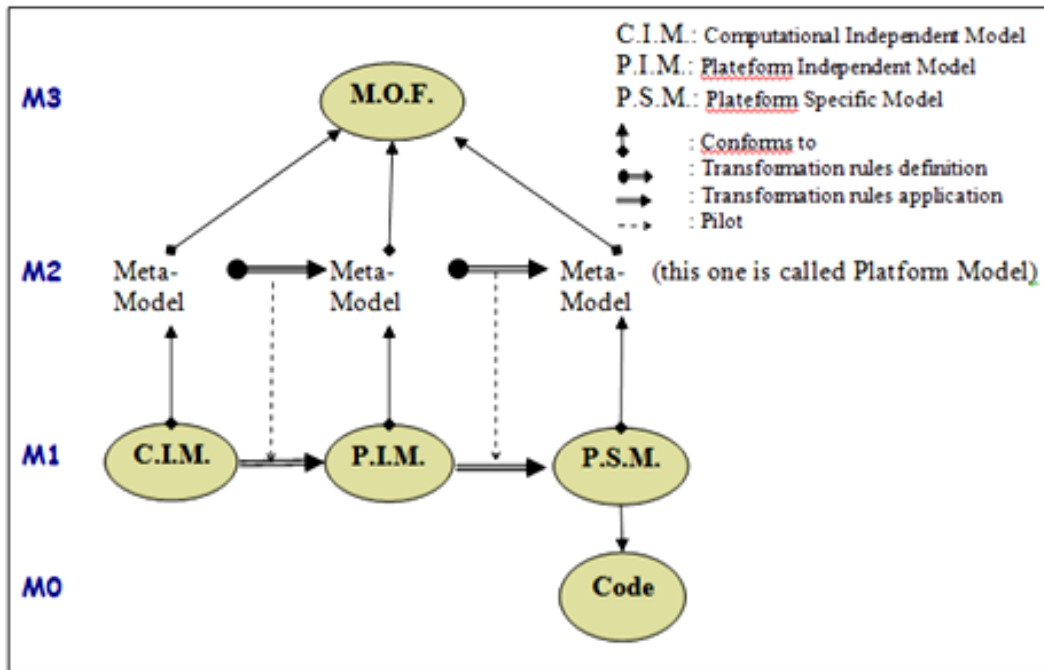 C.I.M.: Computational Independent Model
P.I.M.: Plateform Independent Model
P.S.M.: Plateform Specific Model
: Conforms to
: Transformation rules definition
: Transformation rules application
: Pilot
M3
M.O.F.
M2
Meta-
Model
Meta-
Model
Meta-
Model
(this one is called Platform Model)
M1
C.I.M.
P.I.M.
P.S.M.
M0
Code